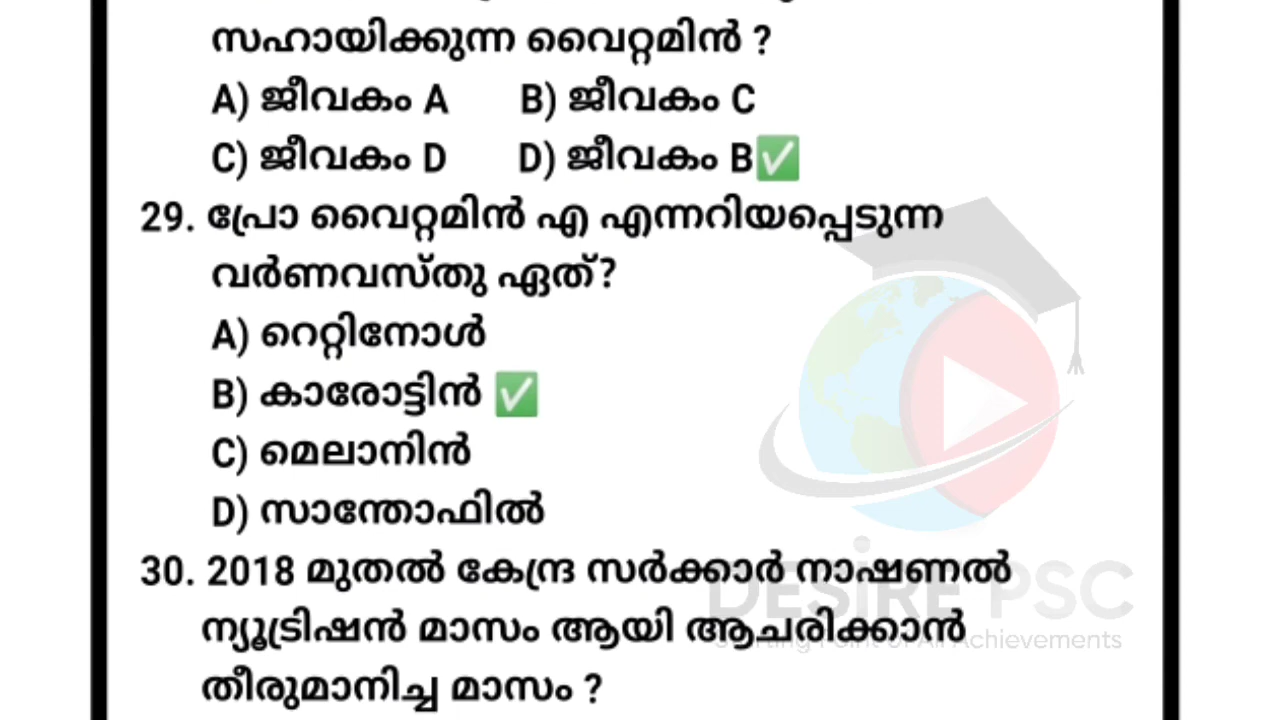 സഹായിക്കുന്ന വൈറ്റമിൻ ?
A) ജീവകം A B) ജീവകം C
C) ജീവകം D D) ജീവകം B✅
29. പ്രോ വൈറ്റമിൻ എ എന്നറിയപ്പെടുന്ന
വർണവസ്തു ഏത്?
A) റെറ്റിനോൾ
B) കാരോട്ടിൻ ✅
C) മെലാനിൻ
D) സാന്തോഫിൽ
30. 2018 മുതൽ കേന്ദ്ര സർക്കാർ നാഷണൽ
DESiRE PSC
ന്യൂട്രിഷൻ മാസം ആയി ആചരിക്കാൻ
Starting Point of All Achievements
തീരുമാനിച്ച മാസം ?